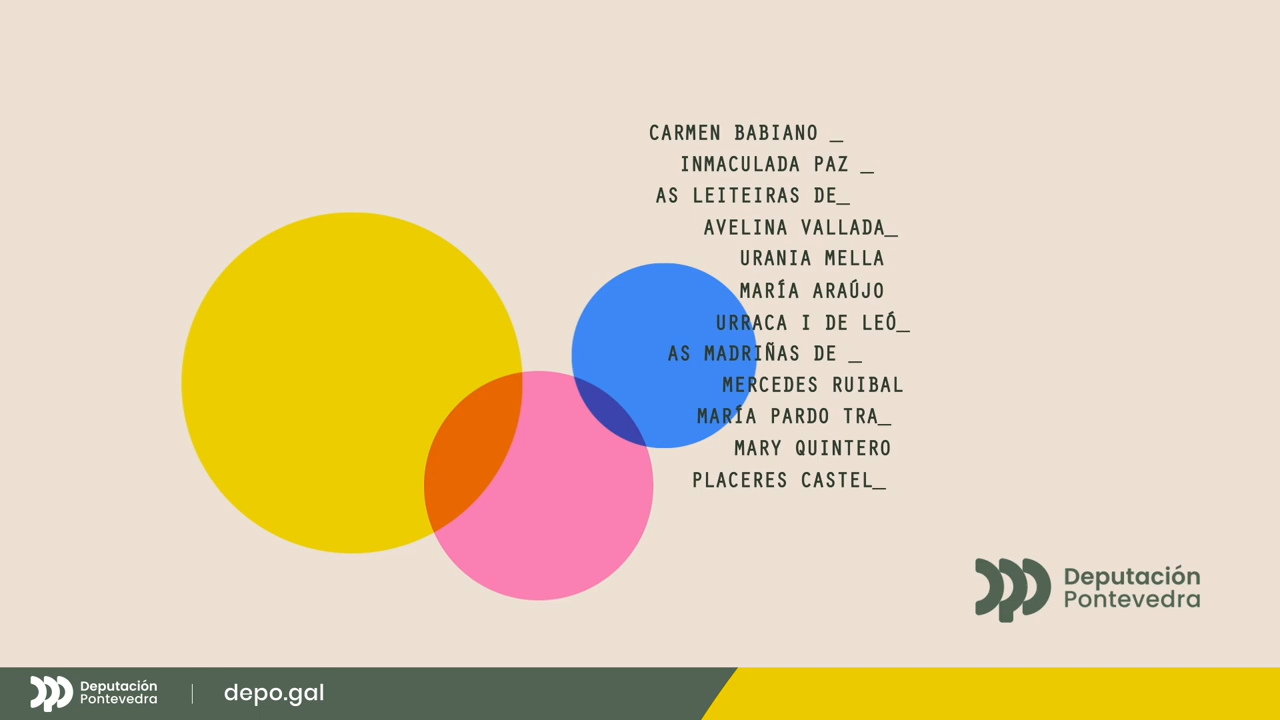 CARMEN BABIANO _
INMACULADA PAZ _
AS LEITEIRAS DE_
AVELINA VALLADA_
URANIA MELLA
MARÍA ARAÚJO
URRACA I DE LEÓ_
AS MADRIÑAS DE _
MERCEDES RUIBAL
MARÍA PARDO TRA_
MARY QUINTERO
PLACERES CASTEL_
Deputación
Pontevedra
Deputación
Pontevedra
depo.gal